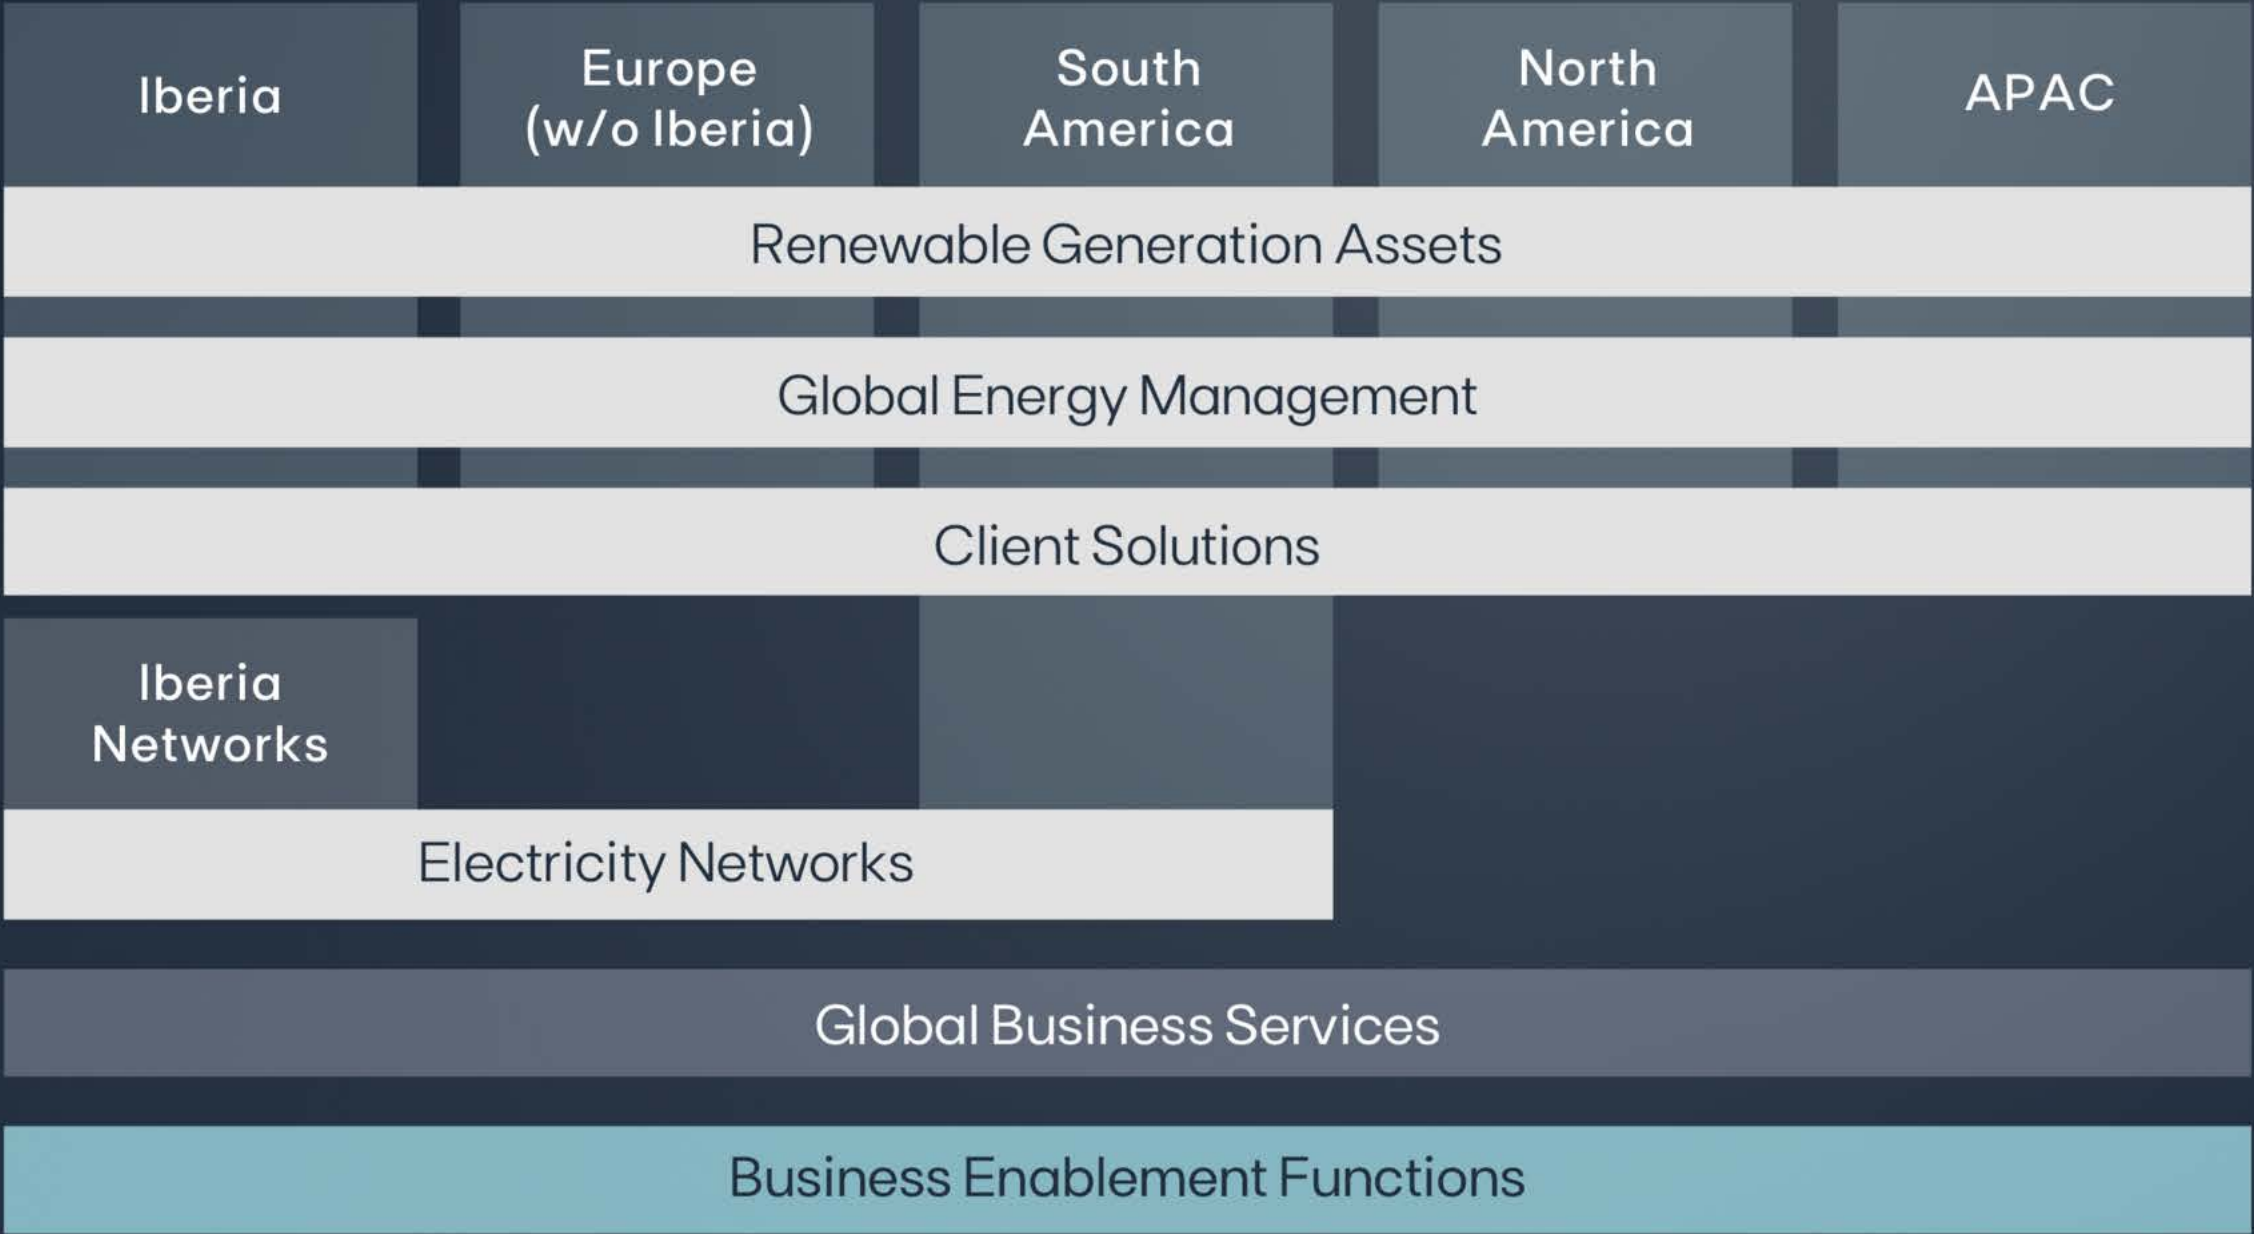 Iberia
Europe
(w/o Iberia)
South
America
North
America
APAC
Renewable Generation Assets
Global Energy Management
Client Solutions
Iberia
Networks
Electricity Networks
Global Business Services
Business Enablement Functions